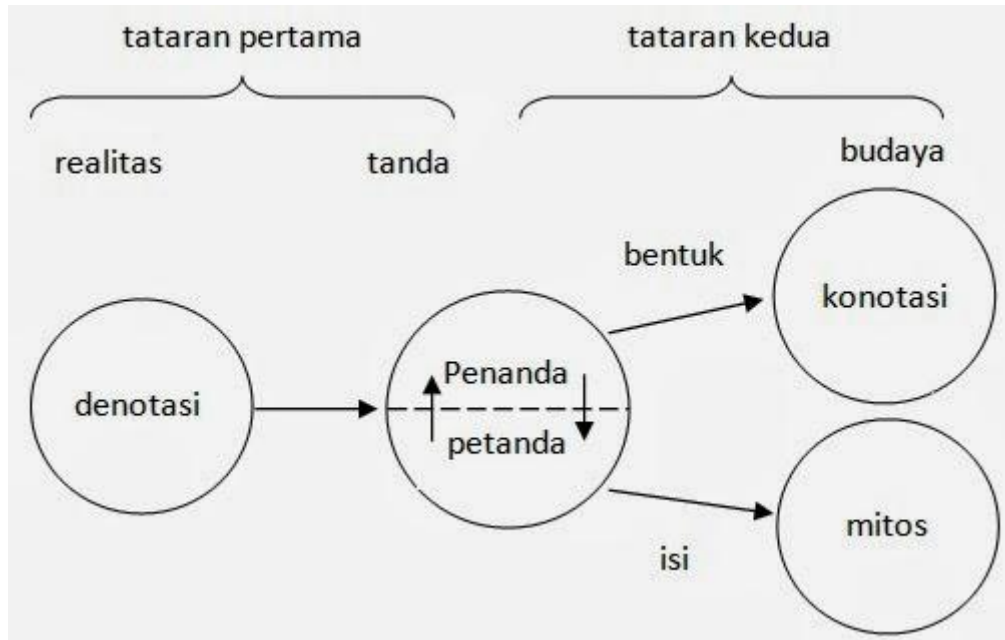 tataran pertama
tataran kedua
realitas
tanda
budaya
bentuk
konotasi
denotasi
Penanda
petanda
mitos
isi